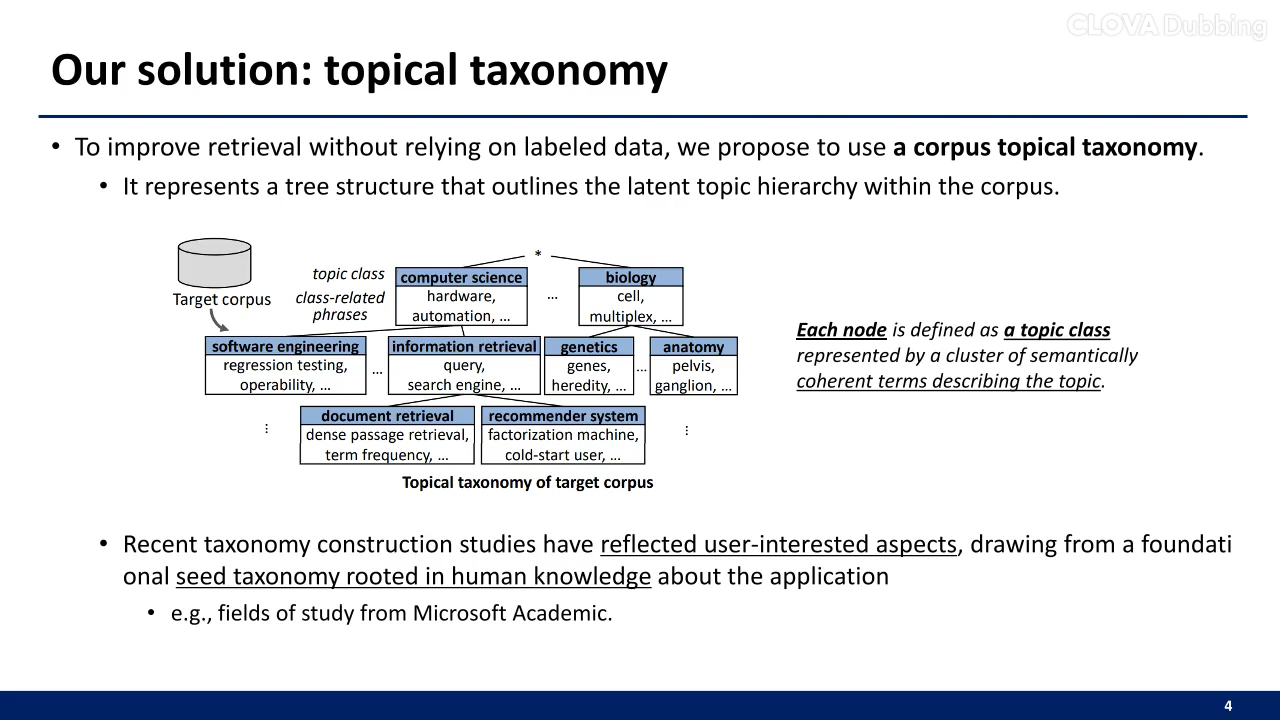 CLOVA Dubbing
Our solution: topical taxonomy
• To improve retrieval without relying on labeled data, we propose to use a corpus topical taxonomy.
• It represents a tree structure that outlines the latent topic hierarchy within the corpus.
Target corpus
*
topic class
class-related
phrases
computer science
hardware,
automation, ...
...
biology
cell,
multiplex, ...
software engineering
regression testing,
operability, ...
...
information retrieval
query,
search engine, ...
genetics
genes,
heredity, ...
...
anatomy
pelvis,
ganglion, ...
⋮
document retrieval
dense passage retrieval,
term frequency, ...
recommender system
factorization machine,
cold-start user, ...
⋮
Topical taxonomy of target corpus
Each node is defined as a topic class
represented by a cluster of semantically
coherent terms describing the topic.
• Recent taxonomy construction studies have reflected user-interested aspects, drawing from a foundati
onal seed taxonomy rooted in human knowledge about the application
• e.g., fields of study from Microsoft Academic.
4